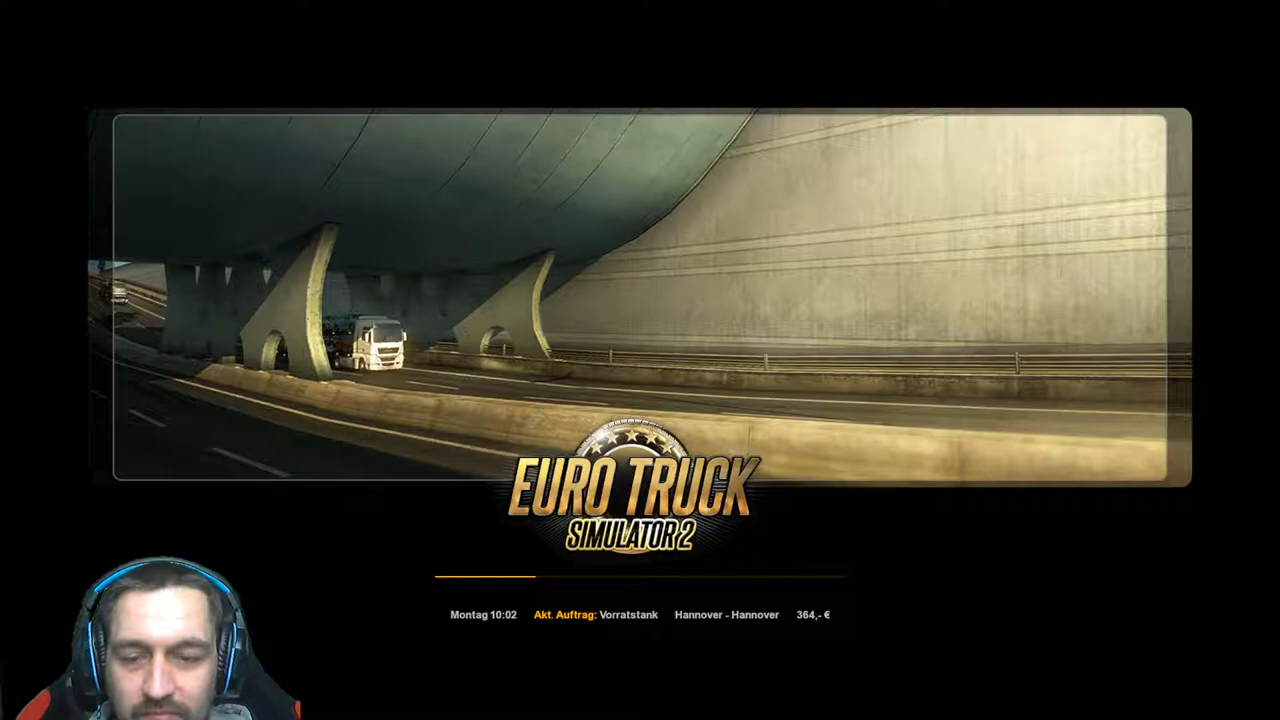 EURO TRUCK
SIMULATOR 2
Montag 10:02 Akt. Auftrag: Vorratstank Hannover - Hannover 364,- €